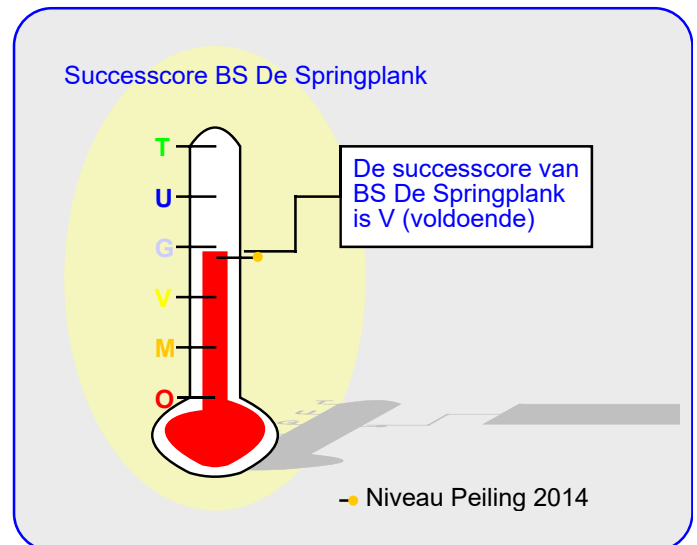 Successcore BS De Springplank
T
U
G
V
M
O
De successcore van
BS De Springplank
is V (voldoende)
T
U
G
Niveau Peiling 2014